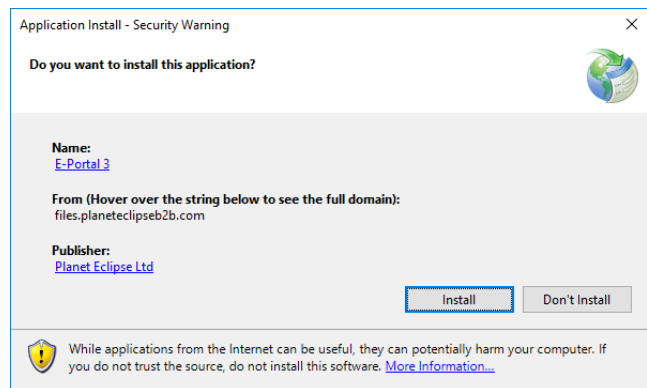 Application Install - Security Warning
Do you want to install this application?
Name:
E-Portal 3
From (Hover over the string below to see the full domain):
files.planeteclipseb2b.com
Publisher:
Planet Eclipse Ltd
Install Don't Install
While applications from the Internet can be useful, they can potentially harm your computer. If
you do not trust the source, do not install this software. More Information...